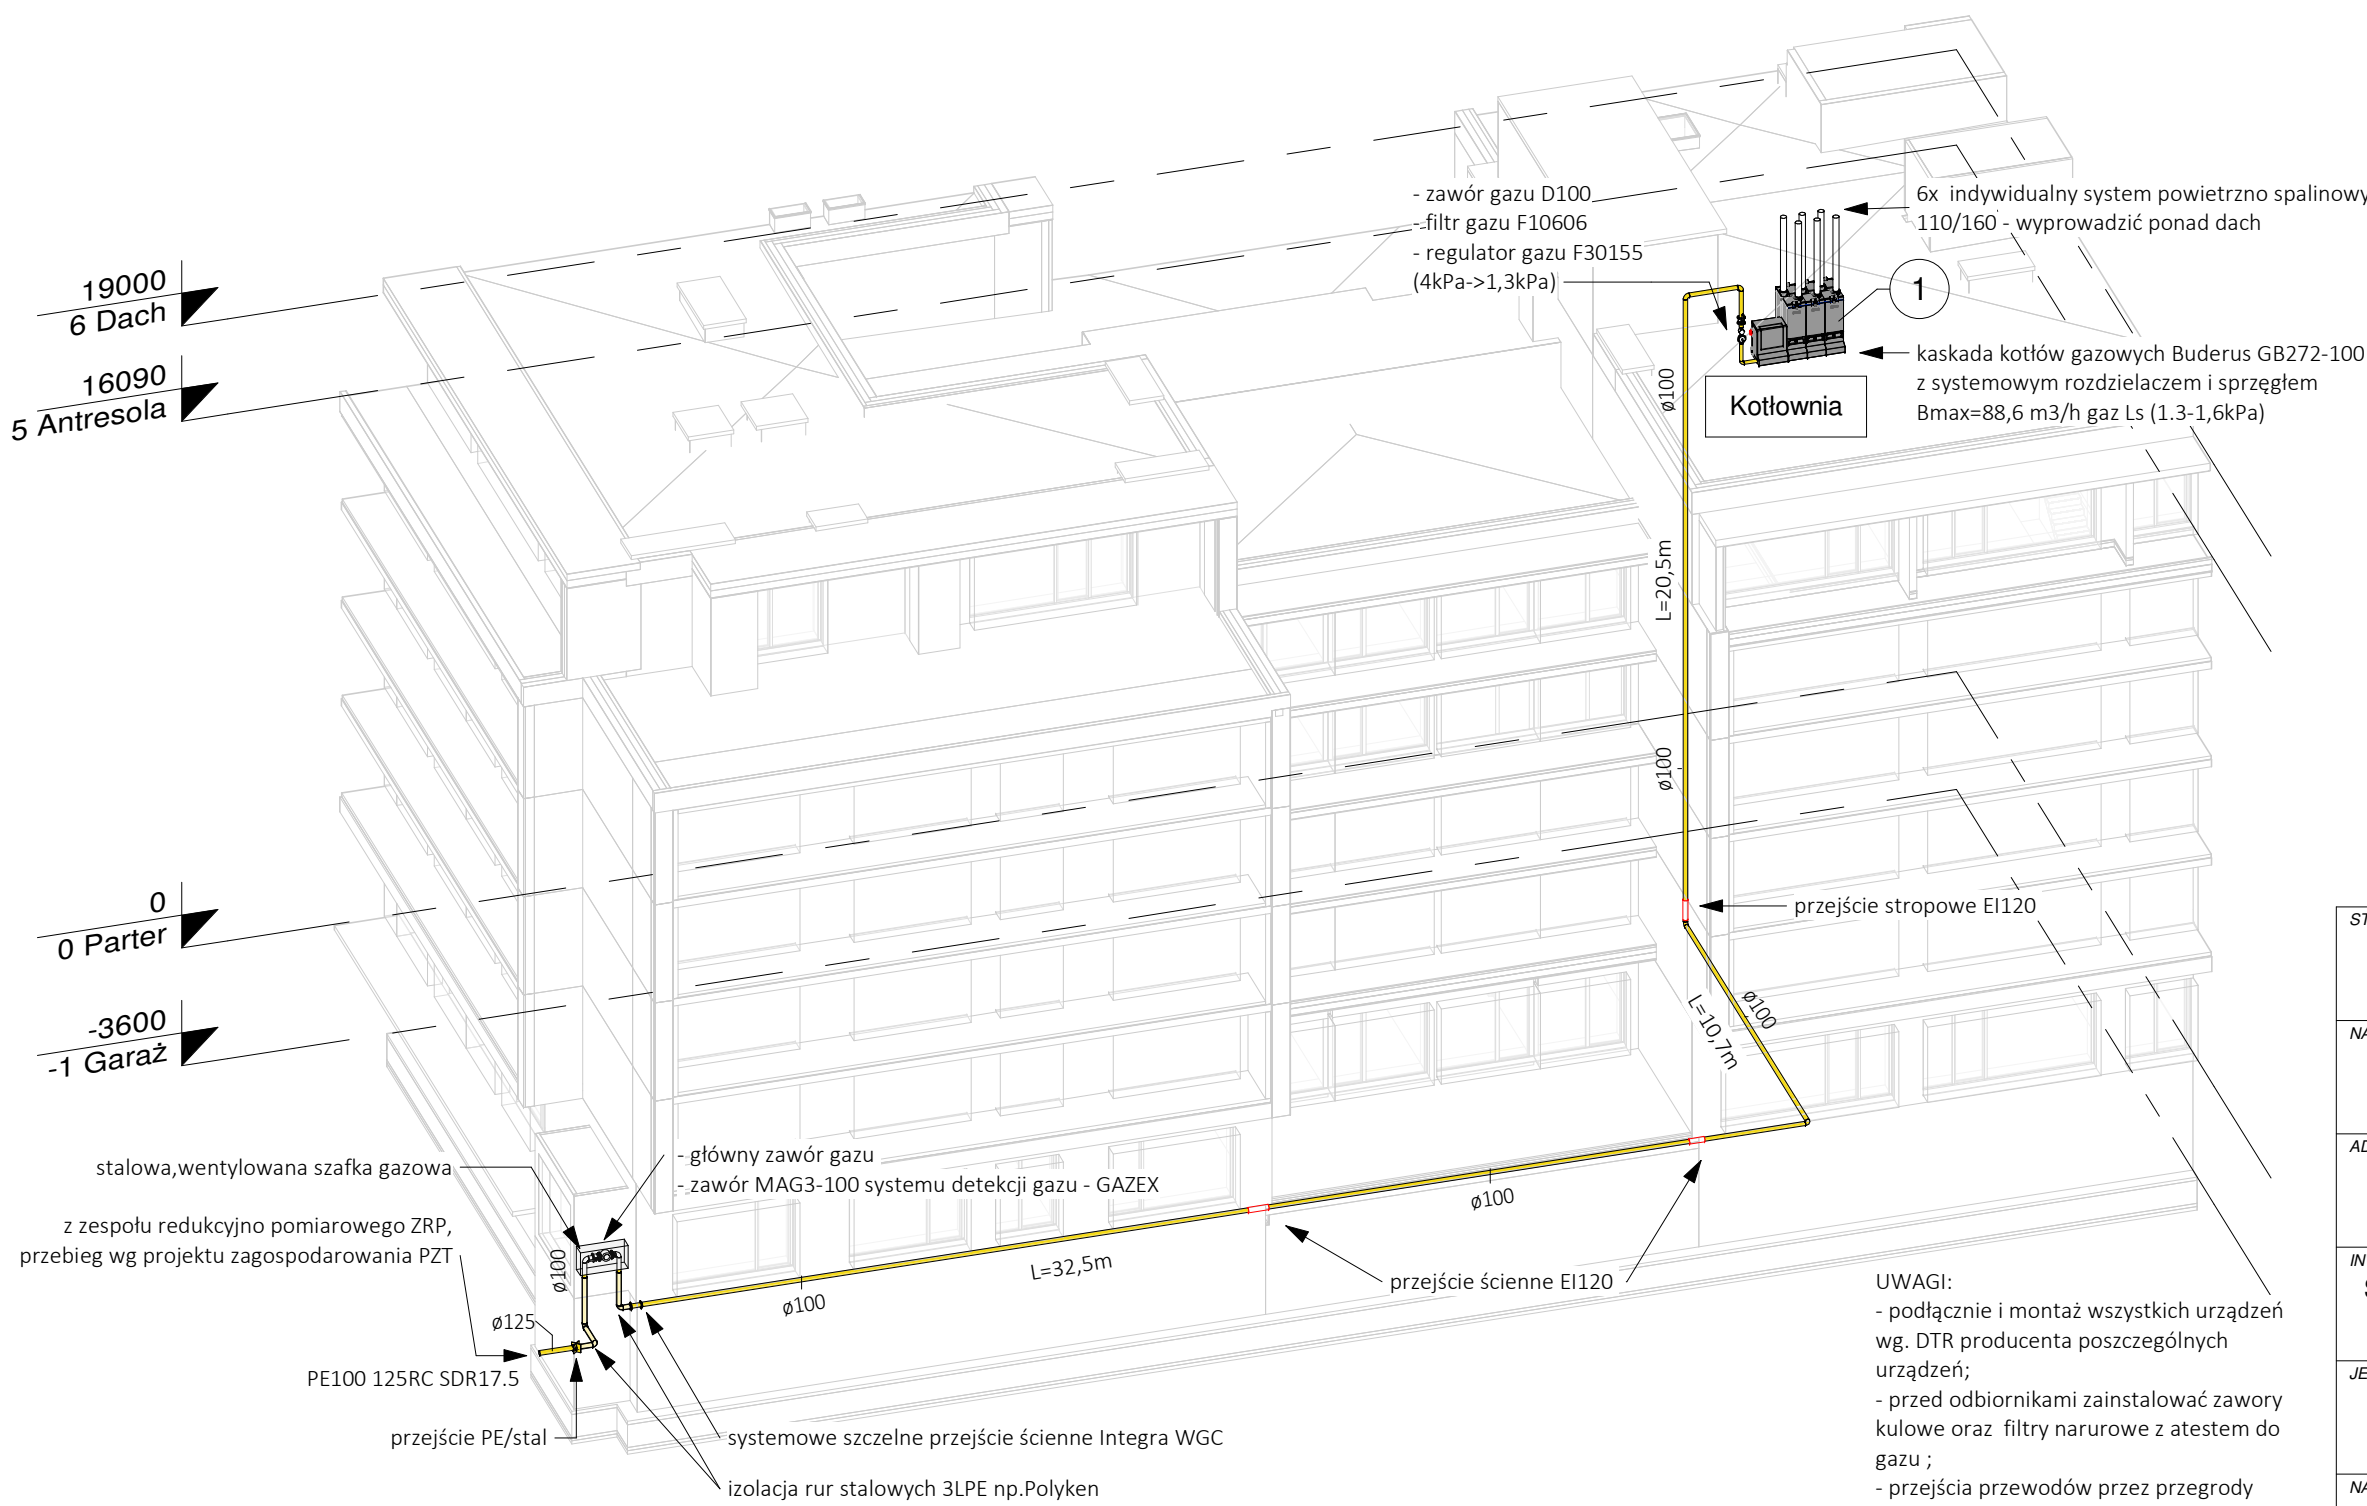 - zawór gazu D100
- filtr gazu F10606
- regulator gazu F30155
(4kPa->1,3kPa)
6x indywidualny system powietrzno spalinowy
110/160 - wyprowadzić ponad dach
1
19000
6 Dach
16090
5 Antresola
kaskada kotłów gazowych Buderus GB272-100
z systemowym rozdzielaczem i sprzęgłem
Bmax=88,6 m3/h gaz Ls (1.3-1,6kPa)
Kotłownia
ø100
L=20,5m
ø100
0
0 Parter
przejście stropowe EI120
-3600
-1 Garaż
ø100
L=10,7m
- główny zawór gazu
- zawór MAG3-100 systemu detekcji gazu - GAZEX
stalowa,wentylowana szafka gazowa
z zespołu redukcyjno pomiarowego ZRP,
przebieg wg projektu zagospodarowania PZT
ø100
ø100
L=32,5m
ø100
przejście ścienne EI120
ø125
PE100 125RC SDR17.5
przejście PE/stal
systemowe szczelne przejście ścienne Integra WGC
izolacja rur stalowych 3LPE np.Polyken
UWAGI:
- podłącznie i montaż wszystkich urządzeń
wg. DTR producenta poszczególnych
urządzeń;
- przed odbiornikami zainstalować zawory
kulowe oraz filtry narurowe z atestem do
gazu ;
- przejścia przewodów przez przegrody